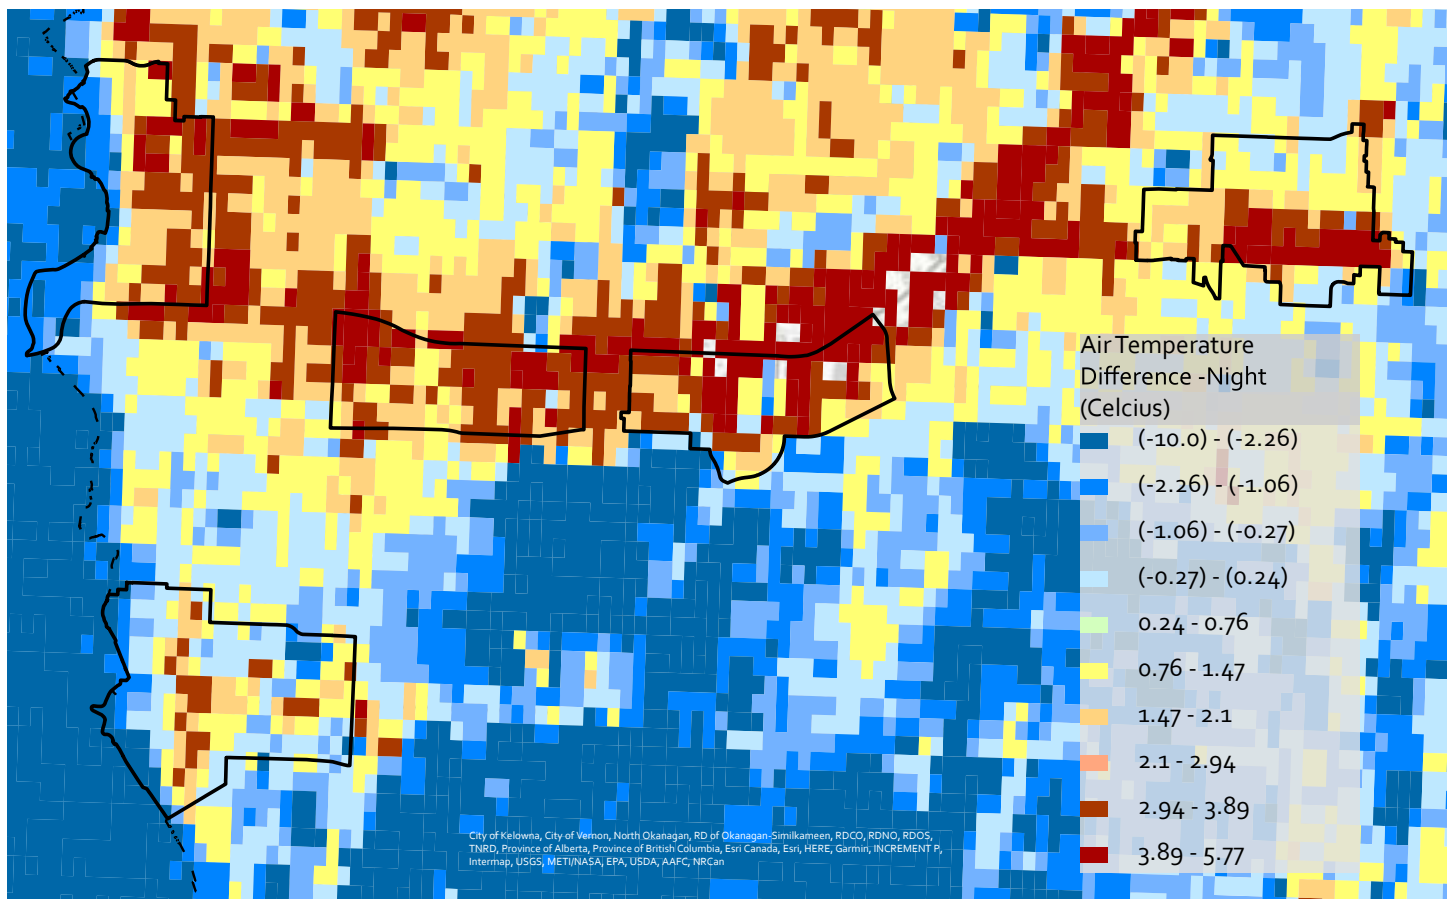 Air Temperature
Difference -Night
(Celcius)
(-10.0) - (-2.26)
(-2.26) - (-1.06)
(-1.06) - (-0.27)
(-0.27) - (0.24)
0.24 - 0.76
0.76 - 1.47
1.47 - 2.1
2.1 - 2.94
2.94 - 3.89
3.89 - 5.77
City of Kelowna, City of Vernon, North Okanagan, RD of Okanagan-Similkameen, RDCO, RDNO, RDOS,
TNRD, Province of Alberta, Province of British Columbia, Esri Canada, Esri, HERE, Garmin, INCREMENT P,
Intermap, USGS, METI/NASA, EPA, USDA, AAFC, NRCan